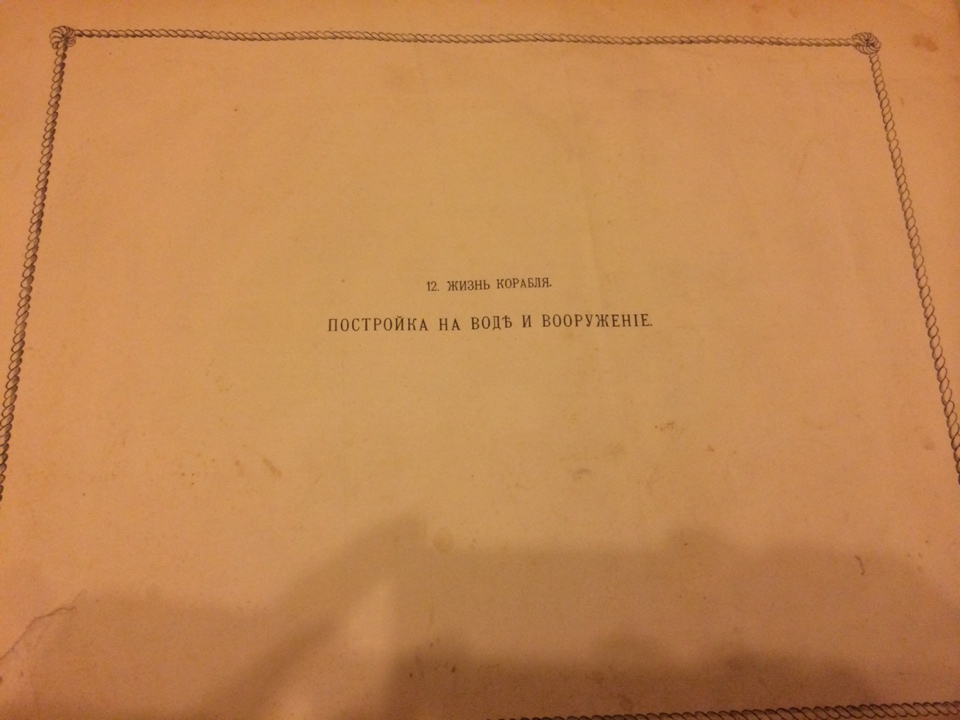 12. ЖИЗНЬ КОРАБЛЯ.
ПОСТРОЙКА НА ВОДѢ И ВООРУЖЕНІЕ.